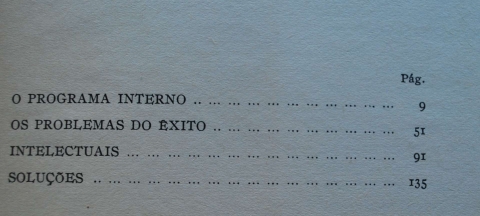 Pág.
O PROGRAMA INTERNO .. ... ... ... ... ... ... ... ... ... ... 9
OS PROBLEMAS DO ÊXITO .. ... ... ... ... ... ... ... ... ... 51
INTELECTUAIS ... ... ... ... ... ... ... ... ... ... ... ... ... ... 91
SOLUÇÕES .. ... ... ... ... ... ... ... ... ... ... ... ... ... ... ... 135